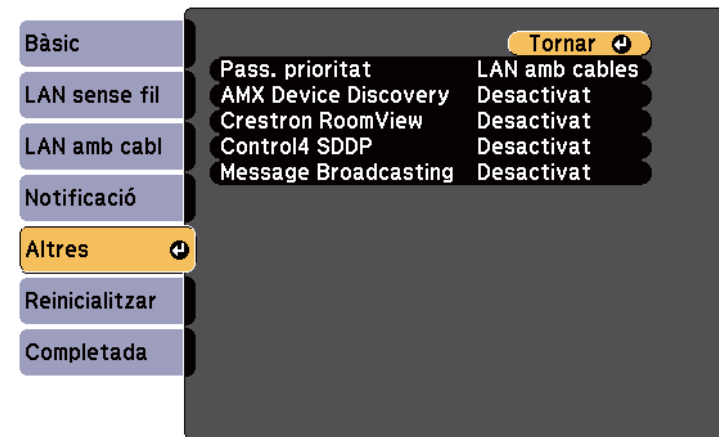 Bàsic
LAN sense fil
LAN amb cabl
Notificació
Altres
Reinicialitzar
Completada
Tornar
Pass. prioritat LAN amb cables
AMX Device Discovery Desactivat
Crestron RoomView Desactivat
Control4 SDDP Desactivat
Message Broadcasting Desactivat